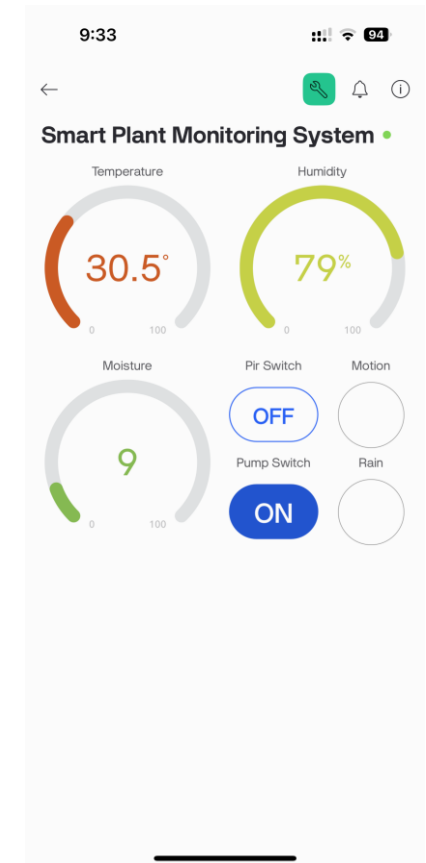 9:33 94
Smart Plant Monitoring System
Temperature Humidity
30.5° 79%
0 100 0 100
Moisture Pir Switch Motion
OFF
9 Pump Switch Rain
ON
0 100